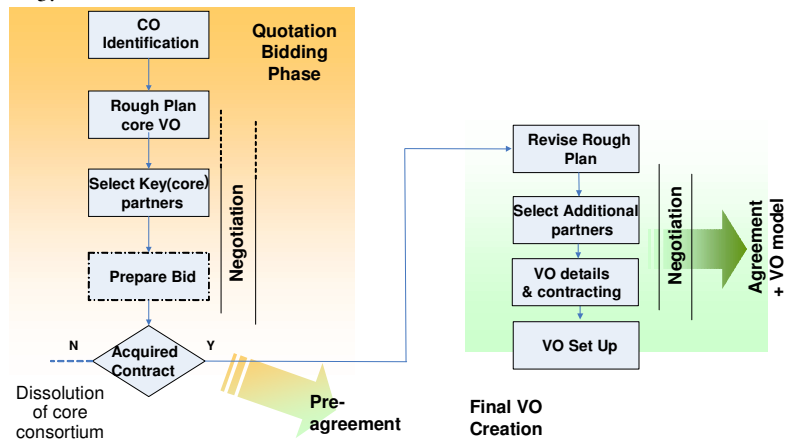 CO
Identification
Quotation
Bidding
Phase
Rough Plan
core VO
Select Key(core)
partners
Negotiation
Prepare Bid
N
Acquired
Contract
Y
Dissolution
of core
consortium
Pre-
agreement
Revise Rough
Plan
Select Additional
partners
Negotiation
VO details
& contracting
VO Set Up
Agreement
+ VO model
Final VO
Creation